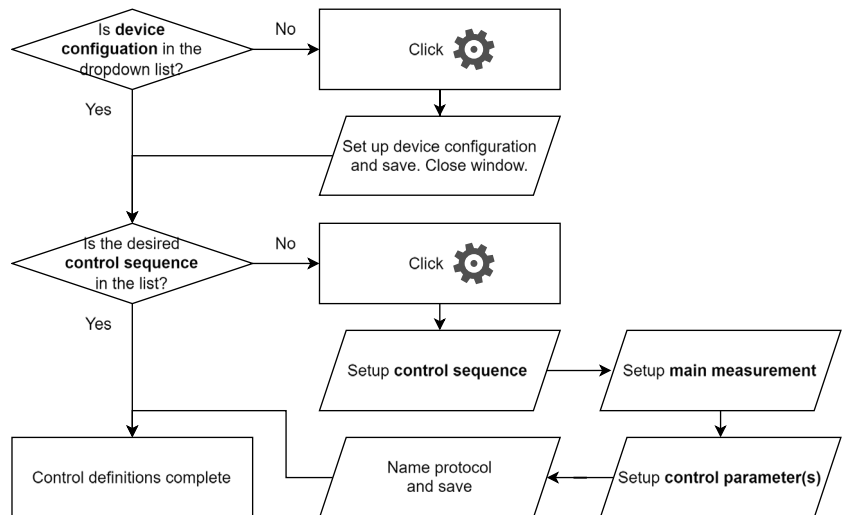 Is device
configuation in the
dropdown list?
No
Click
Yes
Set up device configuration
and save. Close window.
Is the desired
control sequence
in the list?
No
Click
Yes
Setup control sequence
Setup main measurement
Control definitions complete
Name protocol
and save
Setup control parameter(s)